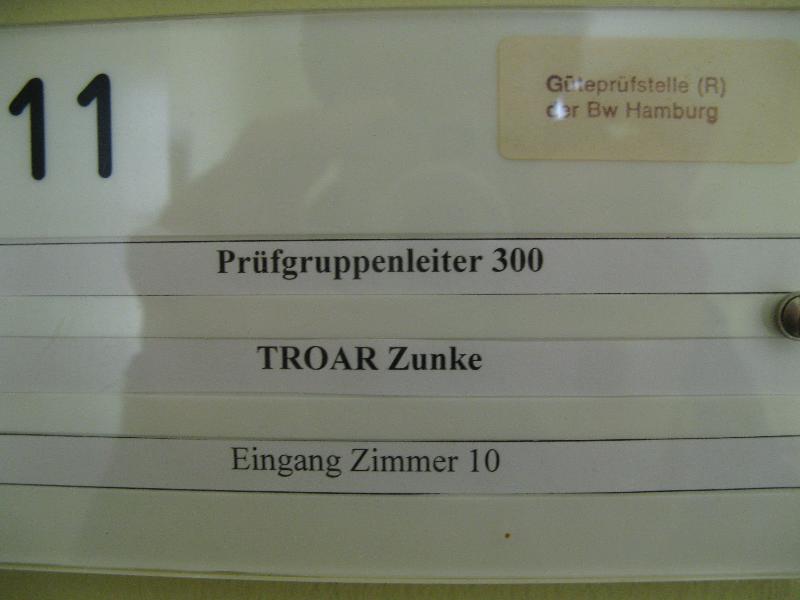 11
Güteprüfstelle (R)
der Bw Hamburg
Prüfgruppenleiter 300
TROAR Zunke
Eingang Zimmer 10